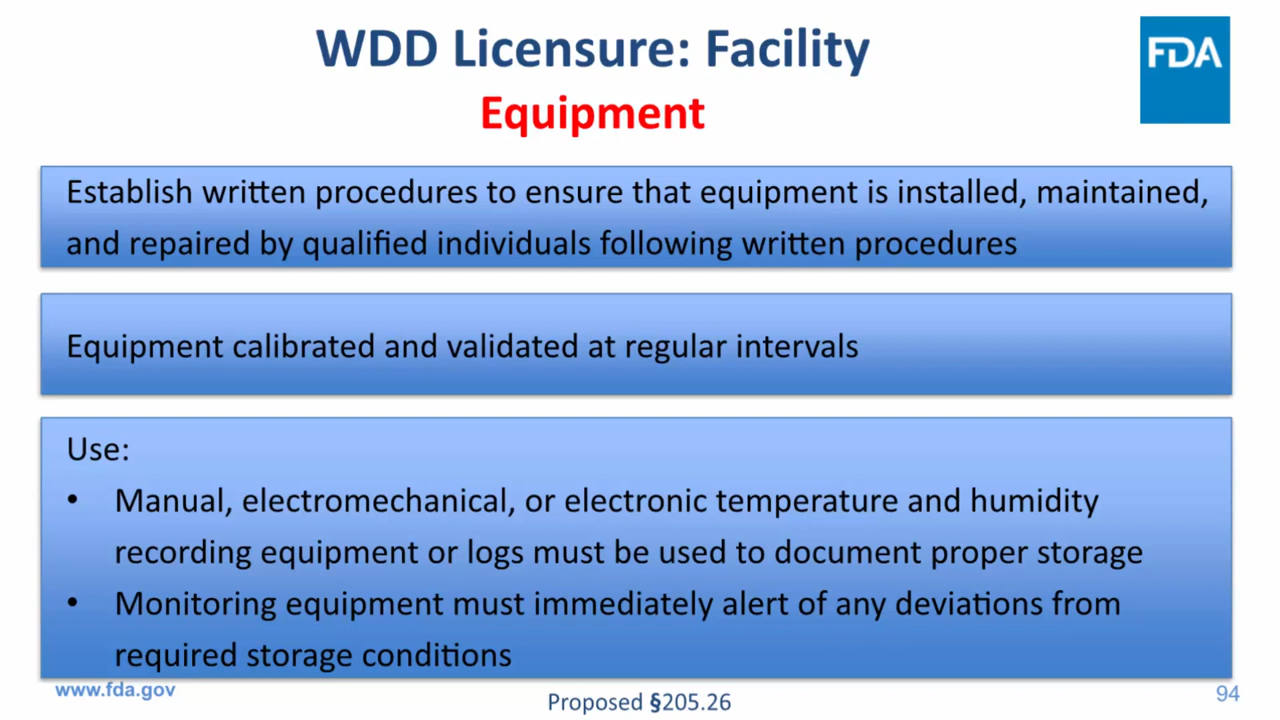 WDD Licensure: Facility
FDA
Equipment
Establish written procedures to ensure that equipment is installed, maintained,
and repaired by qualified individuals following written procedures
Equipment calibrated and validated at regular intervals
Use:
• Manual, electromechanical, or electronic temperature and humidity
recording equipment or logs must be used to document proper storage
• Monitoring equipment must immediately alert of any deviations from
required storage conditions
www.fda.gov
Proposed §205.26
94